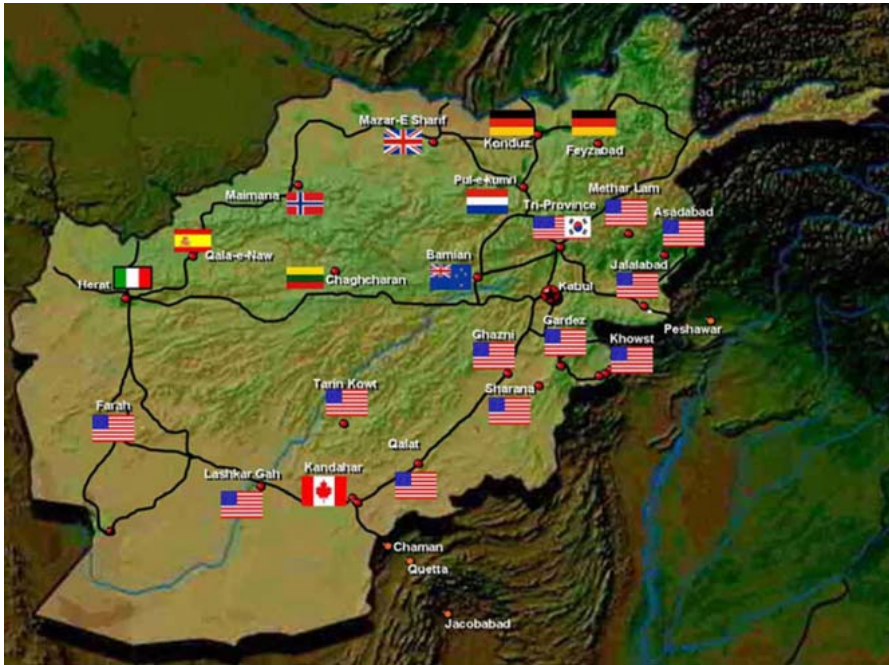 Mazar-E Sharif
Konduz
Feyzabad
Maimana
Pul-e-kumri
Methar Lam
Tri-Province
Asadabad
Qala-e-Naw
Bamian
Jalalabad
Herat
Chaghcharan
Kabul
Gardez
Peshawar
Ghazni
Khowst
Tarin Kowt
Sharana
Farah
Qalat
Lashkar Gah
Kandahar
Chaman
Quetta
Jacobabad